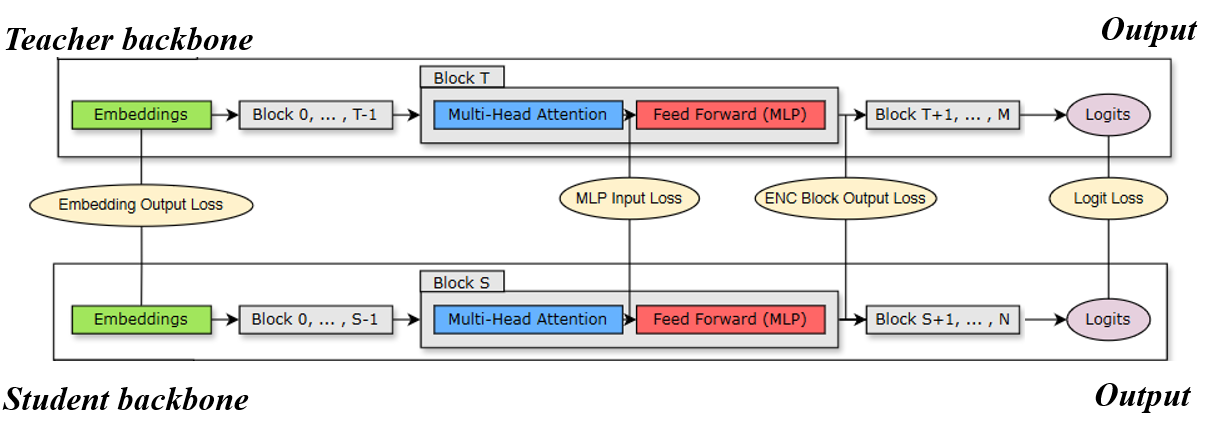 Teacher backbone
Output
Block T
Embeddings
Block 0, ... , T-1
Multi-Head Attention
Feed Forward (MLP)
Block T+1, ... , M
Logits
Embedding Output Loss
MLP Input Loss
ENC Block Output Loss
Logit Loss
Block S
Embeddings
Block 0, ... , S-1
Multi-Head Attention
Feed Forward (MLP)
Block S+1, ... , N
Logits
Student backbone
Output